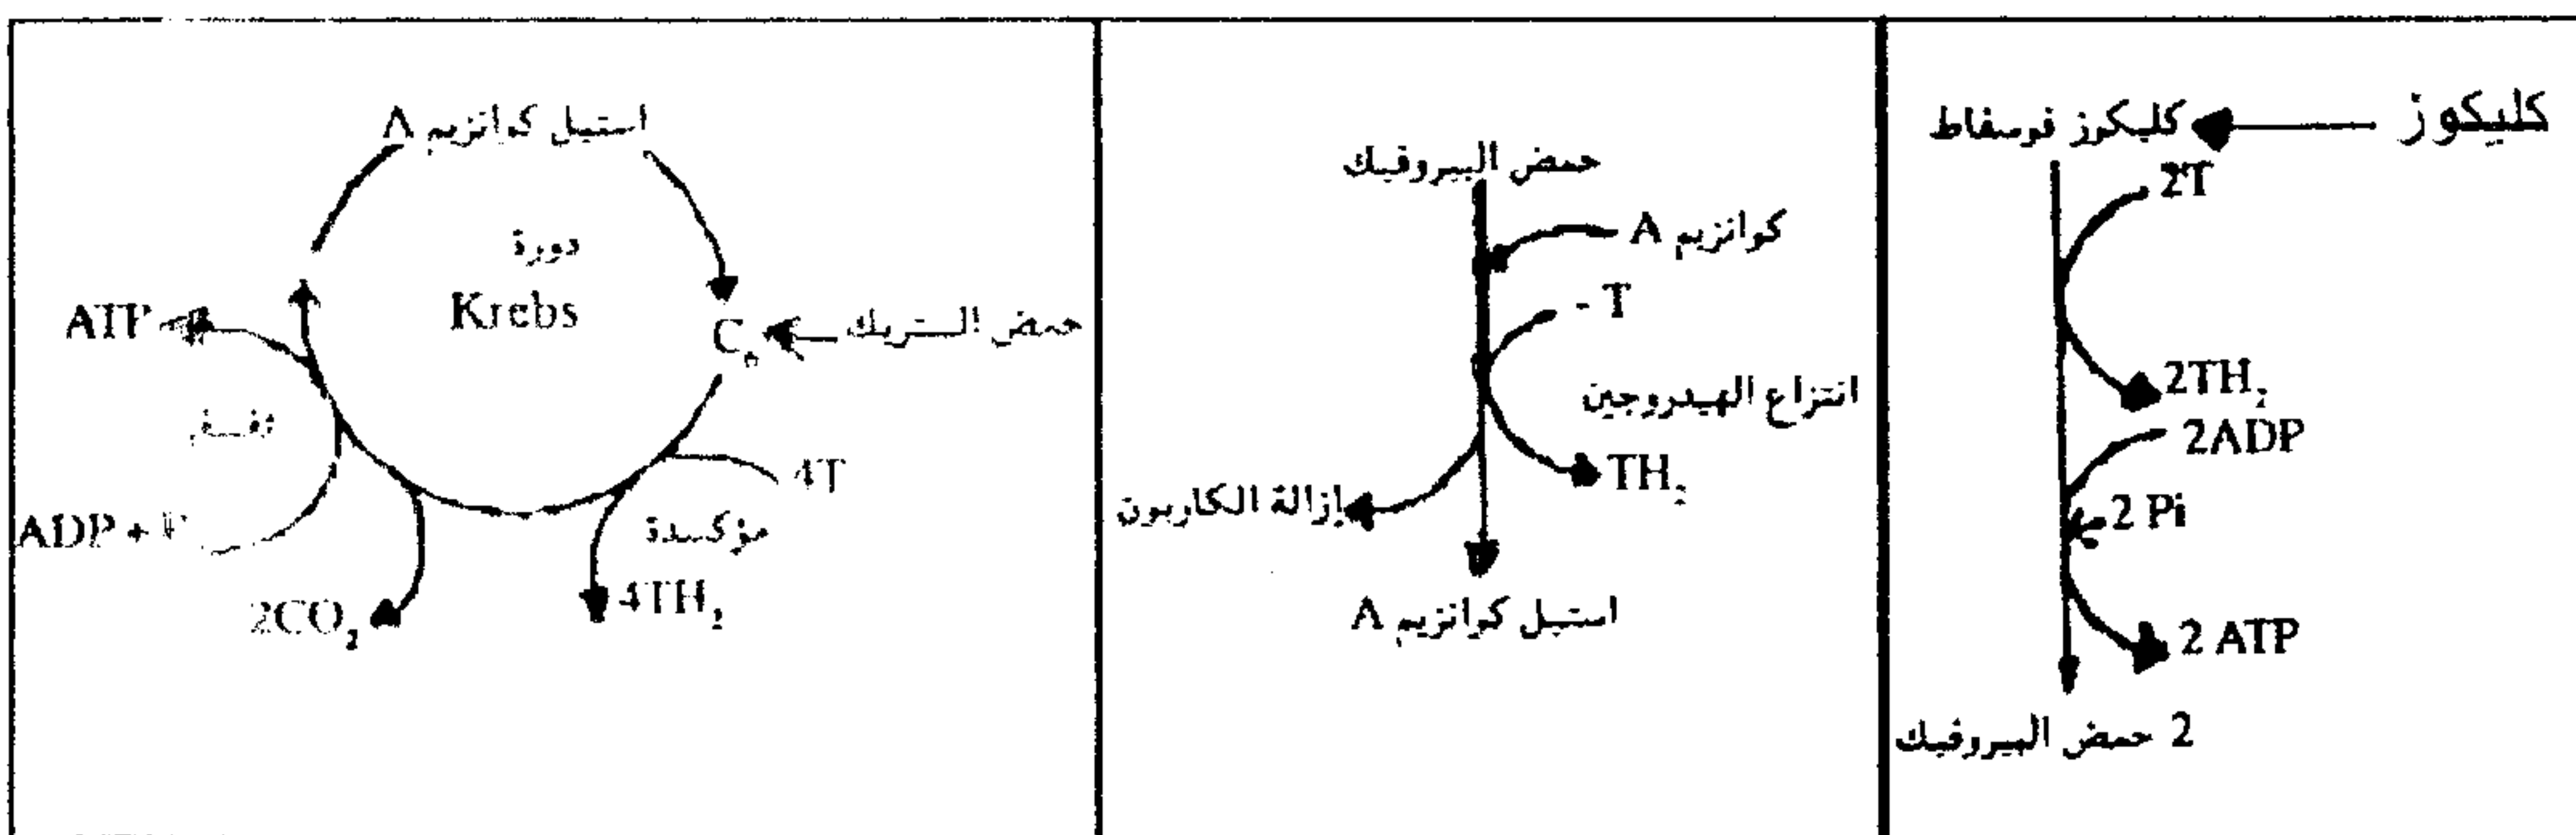 كليكوز
كليكوز فوسفاط
2T
2TH₂
2ADP
2 Pi
2 ATP
2 حمض البيروفيك
حمض البيروفيك
كوانزيم A
- T
انتزاع الهيدروجين
TH₂
إزالة الكاربون
استيل كوانزيم A
استيل كوانزيم A
دورة
Krebs
حمض الستريك
C₆
4T
مؤكسدة
4TH₂
2CO₂
ADP +
ATP